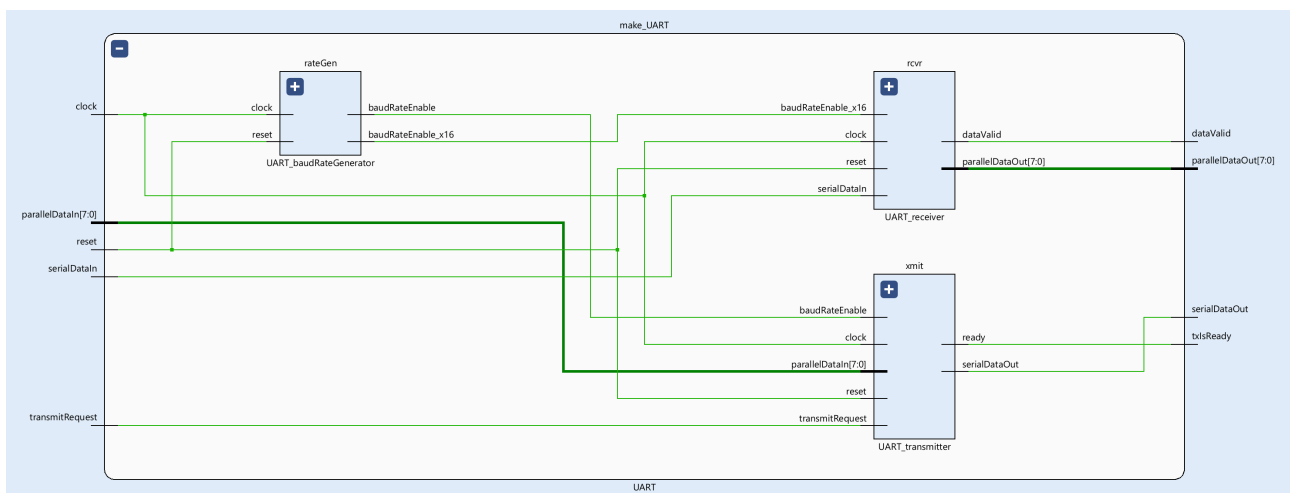 make_UART
rateGen
rcvr
clock
clock
baudRateEnable
baudRateEnable_x16
reset
baudRateEnable_x16
UART_baudRateGenerator
clock
dataValid
dataValid
reset
parallelDataOut[7:0]
parallelDataOut[7:0]
serialDataIn
UART_receiver
parallelDataIn[7:0]
reset
serialDataIn
xmit
baudRateEnable
serialDataOut
clock
ready
txIsReady
parallelDataIn[7:0]
serialDataOut
reset
transmitRequest
transmitRequest
UART_transmitter
UART